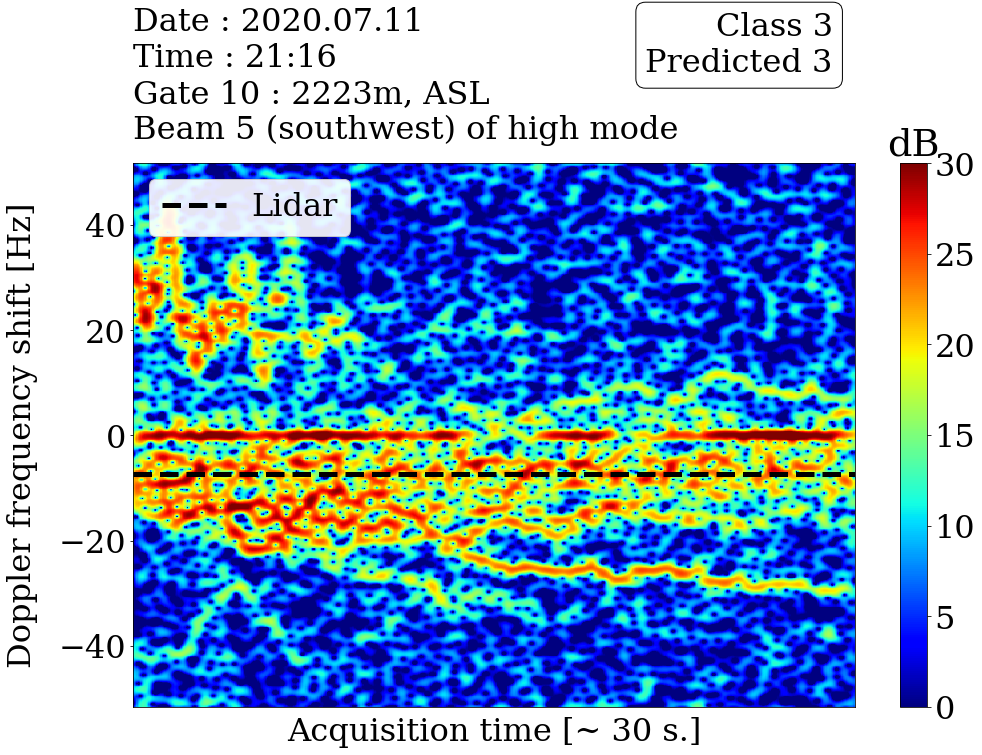 Date : 2020.07.11
Time : 21:16
Gate 10 : 2223m, ASL
Beam 5 (southwest) of high mode
Class 3
Predicted 3
dB
30
25
20
15
10
5
0
Lidar
Doppler frequency shift [Hz]
40
20
0
−20
−40
Acquisition time [~ 30 s.]